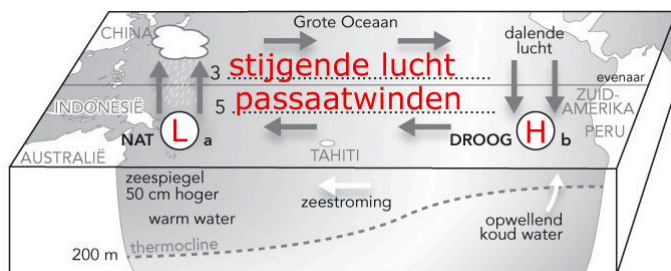 Grote Oceaan
CHINA
dalende
lucht
3 stijgende lucht
evenaar
INDONESIË
5 passaatwinden
ZUID-
AMERIKA
PERU
NAT L a
DROOG H b
AUSTRALIË
TAHITI
zeespiegel
50 cm hoger
warm water
zeestroming
opwellend
koud water
thermocline
200 m